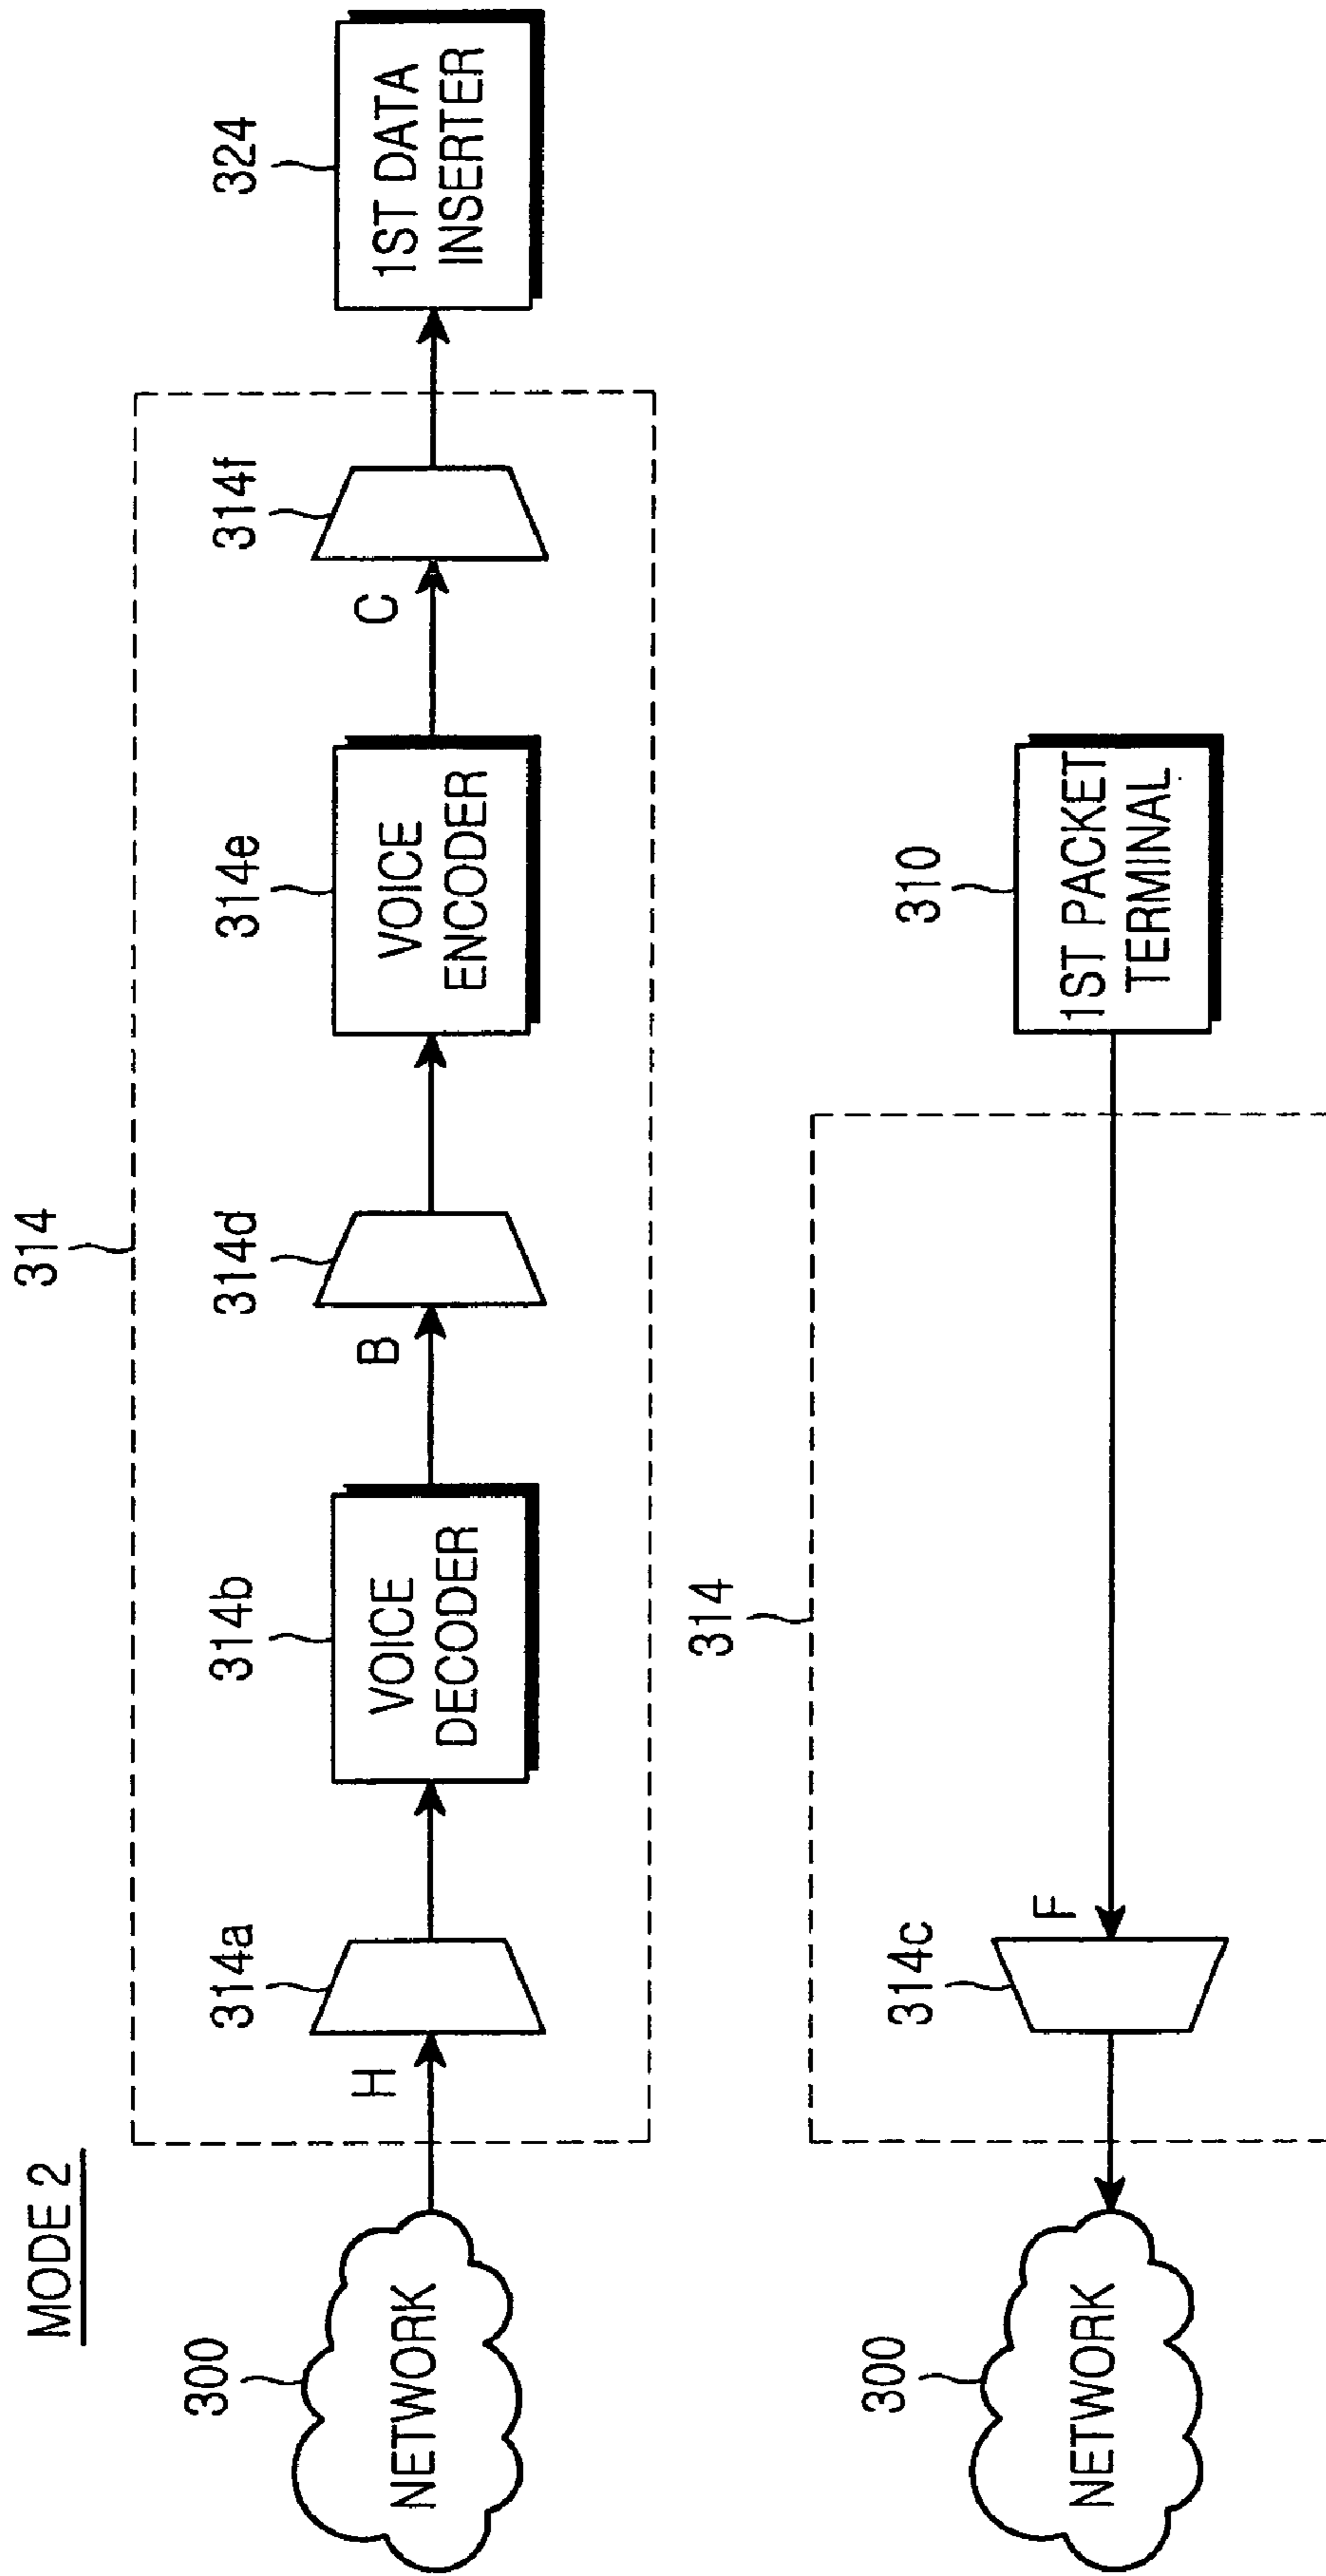 MODE 2
314
300
NETWORK
H
314a
314b
VOICE
DECODER
B
314d
314e
VOICE
ENCODER
C
314f
324
1ST DATA
INSERTER
314
300
NETWORK
314c
F
310
1ST PACKET
TERMINAL